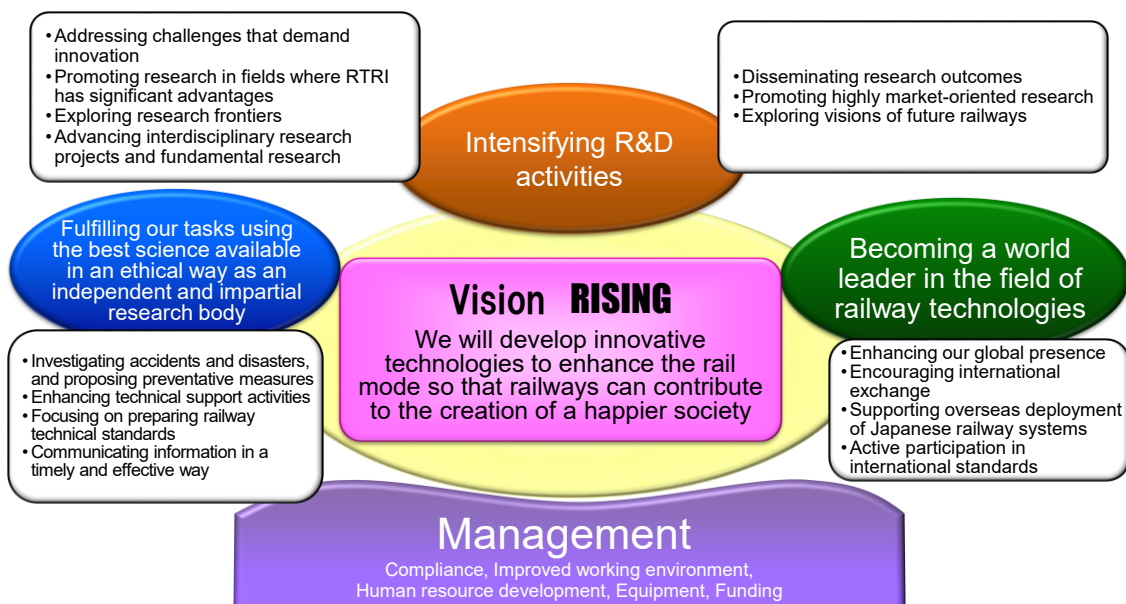 •Addressing challenges that demand
innovation
•Promoting research in fields where RTRI
has significant advantages
•Exploring research frontiers
•Advancing interdisciplinary research
projects and fundamental research
•Disseminating research outcomes
•Promoting highly market-oriented research
•Exploring visions of future railways
Intensifying R&D
activities
Fulfilling our tasks using
the best science available
in an ethical way as an
independent and impartial
research body
Becoming a world
leader in the field of
railway technologies
Vision RISING
We will develop innovative
technologies to enhance the rail
mode so that railways can contribute
to the creation of a happier society
•Investigating accidents and disasters,
and proposing preventative measures
•Enhancing technical support activities
•Focusing on preparing railway
technical standards
•Communicating information in a
timely and effective way
•Enhancing our global presence
•Encouraging international
exchange
•Supporting overseas deployment
of Japanese railway systems
•Active participation in
international standards
Management
Compliance, Improved working environment,
Human resource development, Equipment, Funding